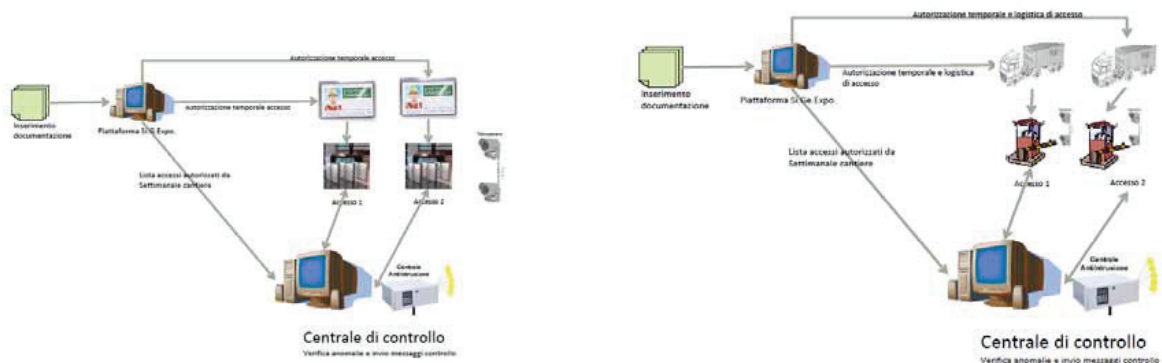 Autorizzazione temporale accesso
Autorizzazione temporale accesso
Inserimento
documentazione
Piattaforma Si.Ge Expo.
Lista accessi autorizzati da
Settimanale cantiere
Accesso 1
Accesso 2
Centrale
Antintrusione
Centrale di controllo
Verifica anomalie e invio messaggi controllo
Autorizzazione temporale e logistica di accesso
Autorizzazione temporale e logistica
di accesso
Inserimento
documentazione
Piattaforma Si.Ge Expo.
Lista accessi autorizzati da
Settimanale cantiere
Accesso 1
Accesso 2
Centrale
Antintrusione
Centrale di controllo
Verifica anomalie e invio messaggi controllo